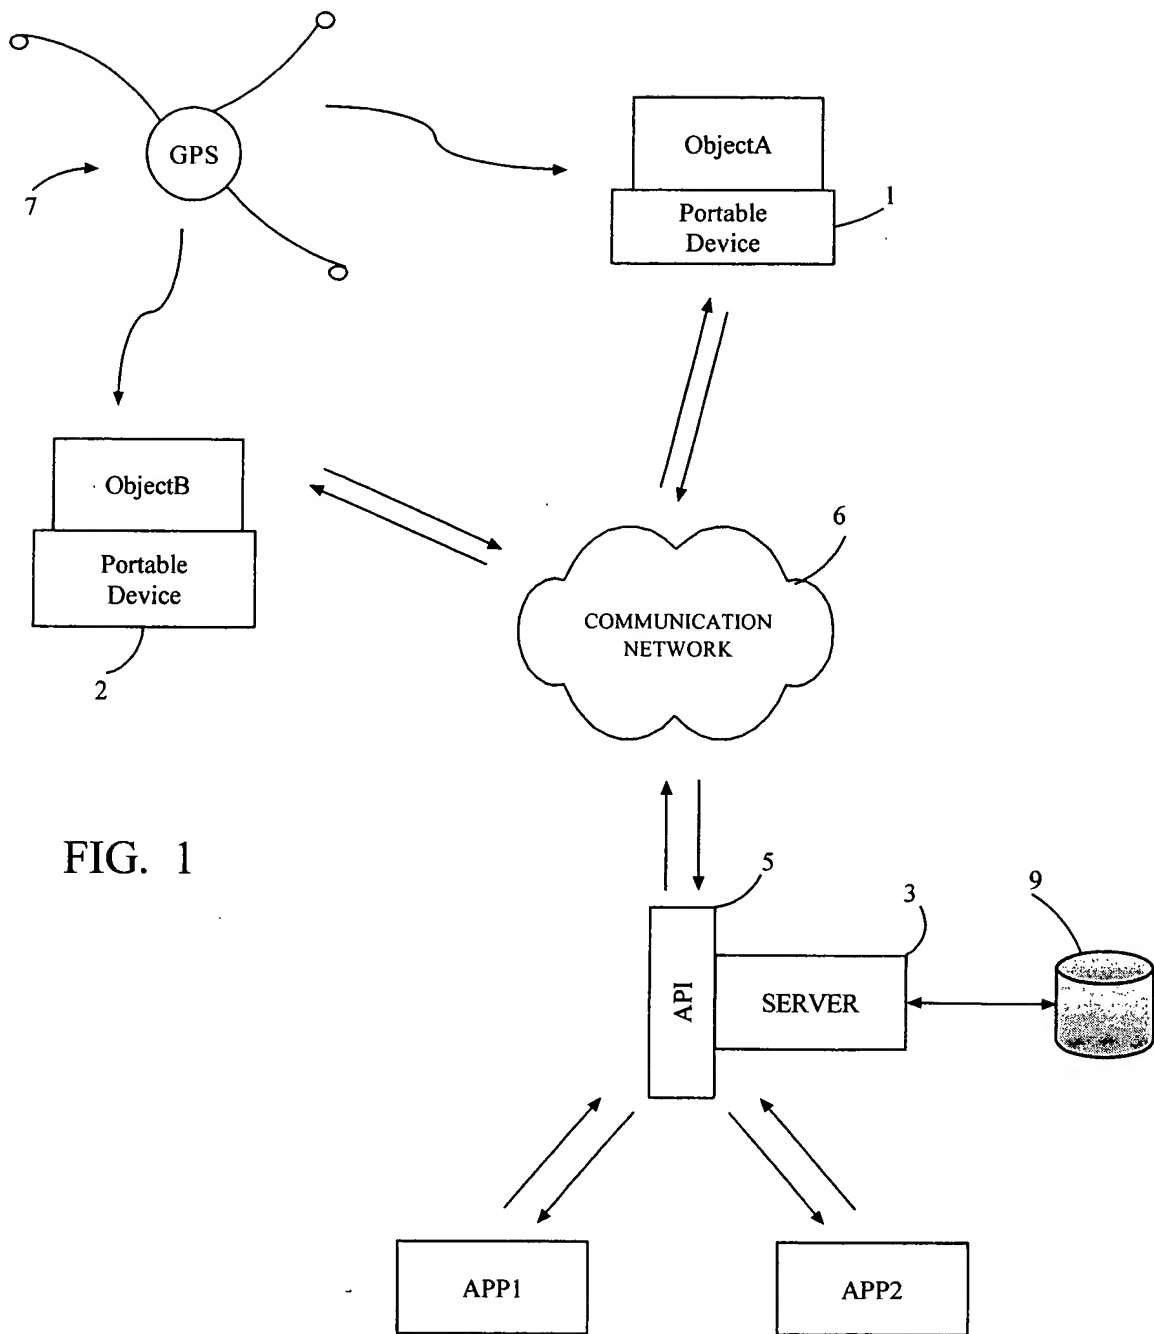 GPS
7
ObjectA
Portable
Device
1
ObjectB
Portable
Device
2
6
COMMUNICATION
NETWORK
FIG. 1
5
3
9
API
SERVER
APP1
APP2